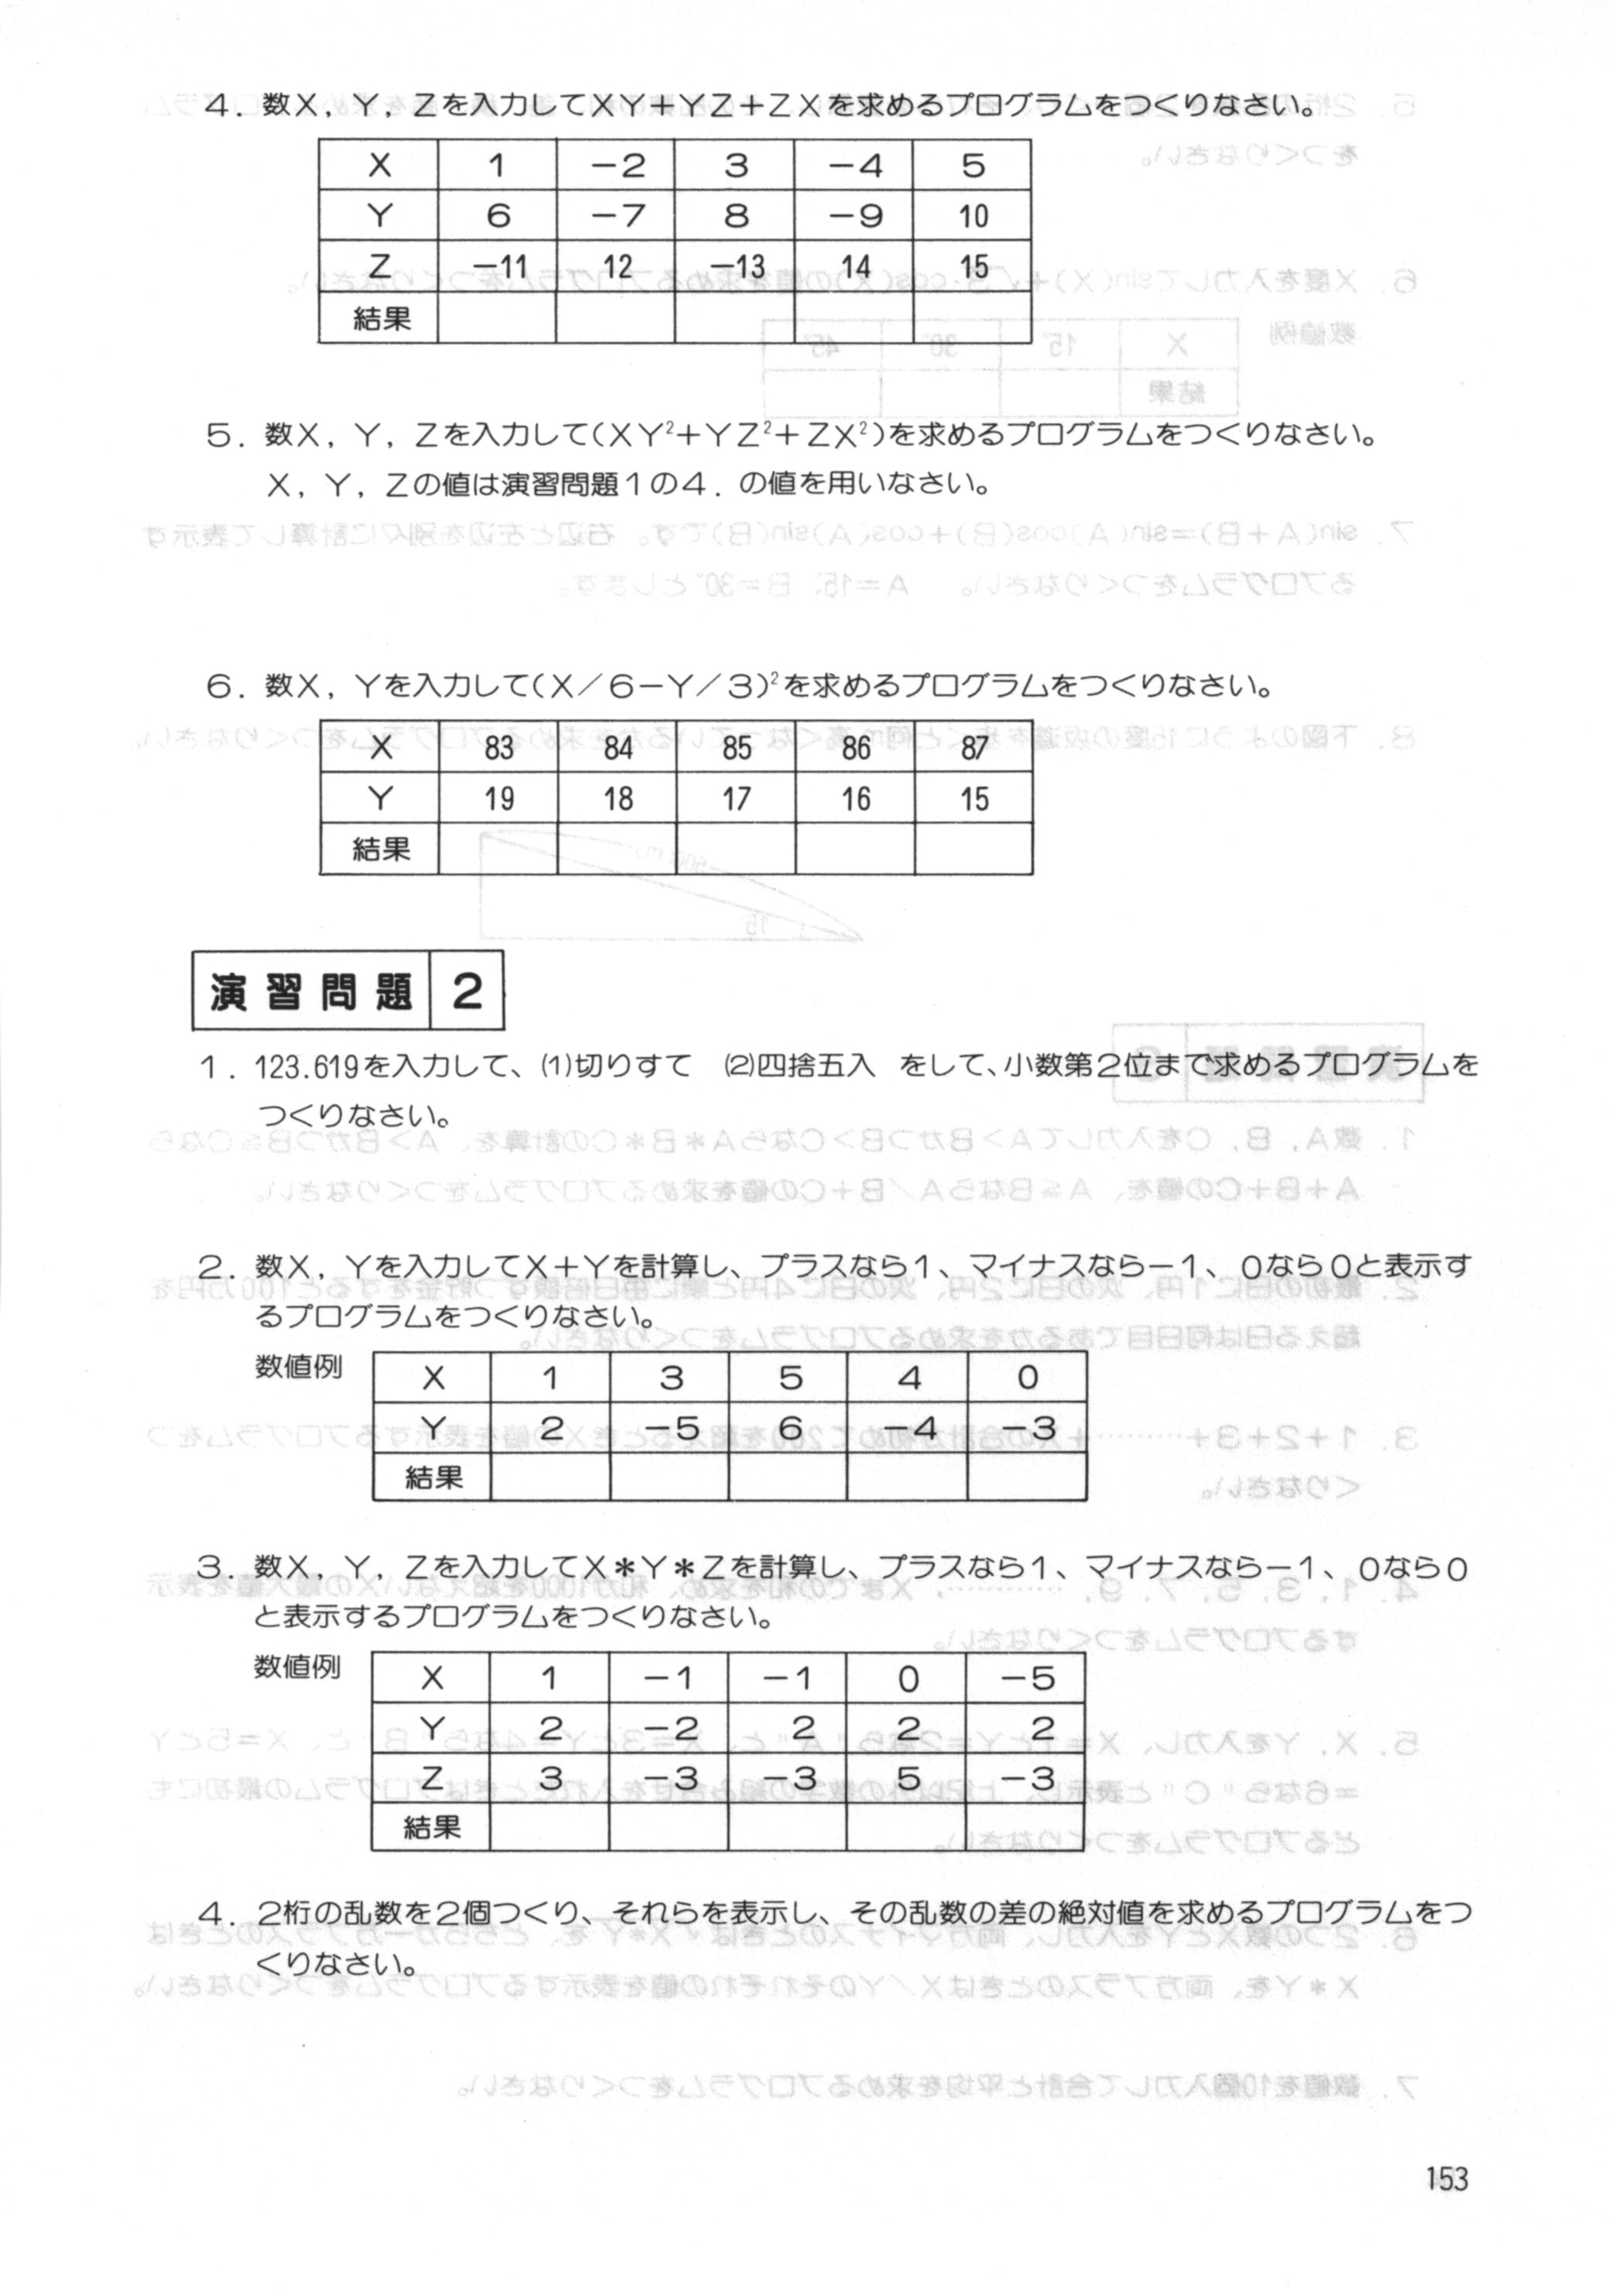 4．数X，Y，Zを入力してXY＋YZ＋ZXを求めるプログラムをつくりなさい。
X 1 －2 3 －4 5
Y 6 －7 8 －9 10
Z －11 12 －13 14 15
結果
5．数X，Y，Zを入力して(XY²＋YZ²＋ZX²)を求めるプログラムをつくりなさい。
X，Y，Zの値は演習問題1の4．の値を用いなさい。
6．数X，Yを入力して(X／6－Y／3)²を求めるプログラムをつくりなさい。
X 83 84 85 86 87
Y 19 18 17 16 15
結果
演習問題 2
1．123.619を入力して、(1)切りすて (2)四捨五入 をして、小数第2位まで求めるプログラムを
つくりなさい。
2．数X，Yを入力してX＋Yを計算し、プラスなら1、マイナスなら－1、0なら0と表示す
るプログラムをつくりなさい。
数値例
X 1 3 5 4 0
Y 2 －5 6 －4 －3
結果
3．数X，Y，Zを入力してX＊Y＊Zを計算し、プラスなら1、マイナスなら－1、0なら0
と表示するプログラムをつくりなさい。
数値例
X 1 －1 －1 0 －5
Y 2 －2 2 2 2
Z 3 －3 －3 5 －3
結果
4．2桁の乱数を2個つくり、それらを表示し、その乱数の差の絶対値を求めるプログラムをつ
くりなさい。
153